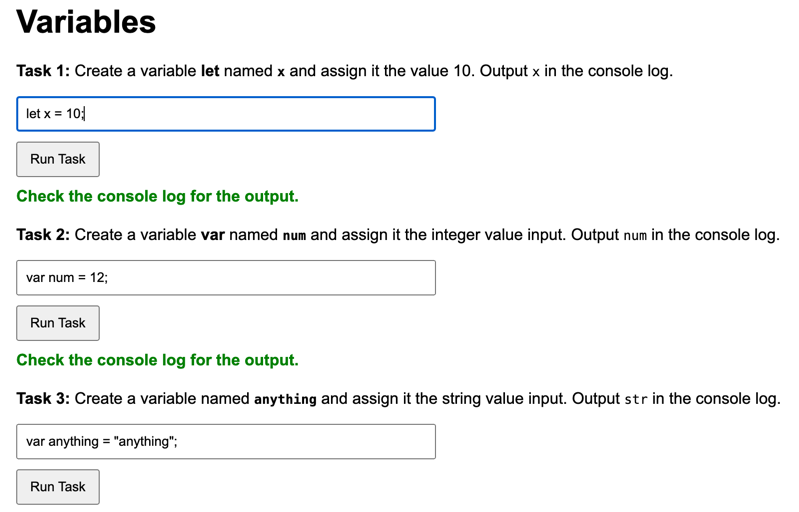 Variables
Task 1: Create a variable let named x and assign it the value 10. Output x in the console log.
let x = 10;
Run Task
Check the console log for the output.
Task 2: Create a variable var named num and assign it the integer value input. Output num in the console log.
var num = 12;
Run Task
Check the console log for the output.
Task 3: Create a variable named anything and assign it the string value input. Output str in the console log.
var anything = "anything";
Run Task